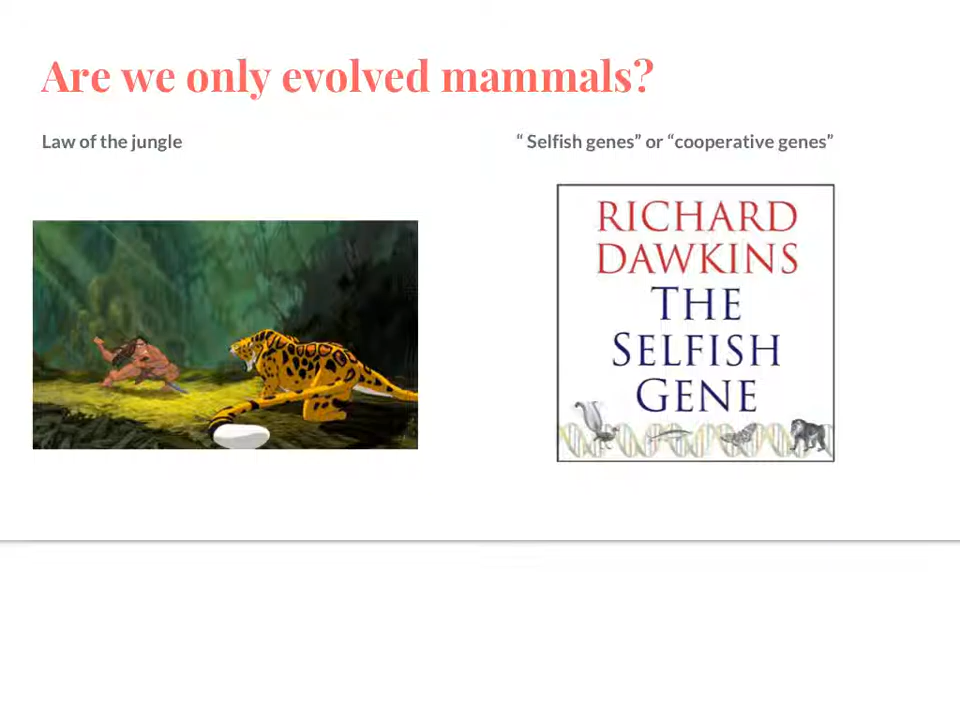 Are we only evolved mammals?
Law of the jungle
“ Selfish genes” or “cooperative genes”
RICHARD
DAWKINS
THE
SELFISH
GENE